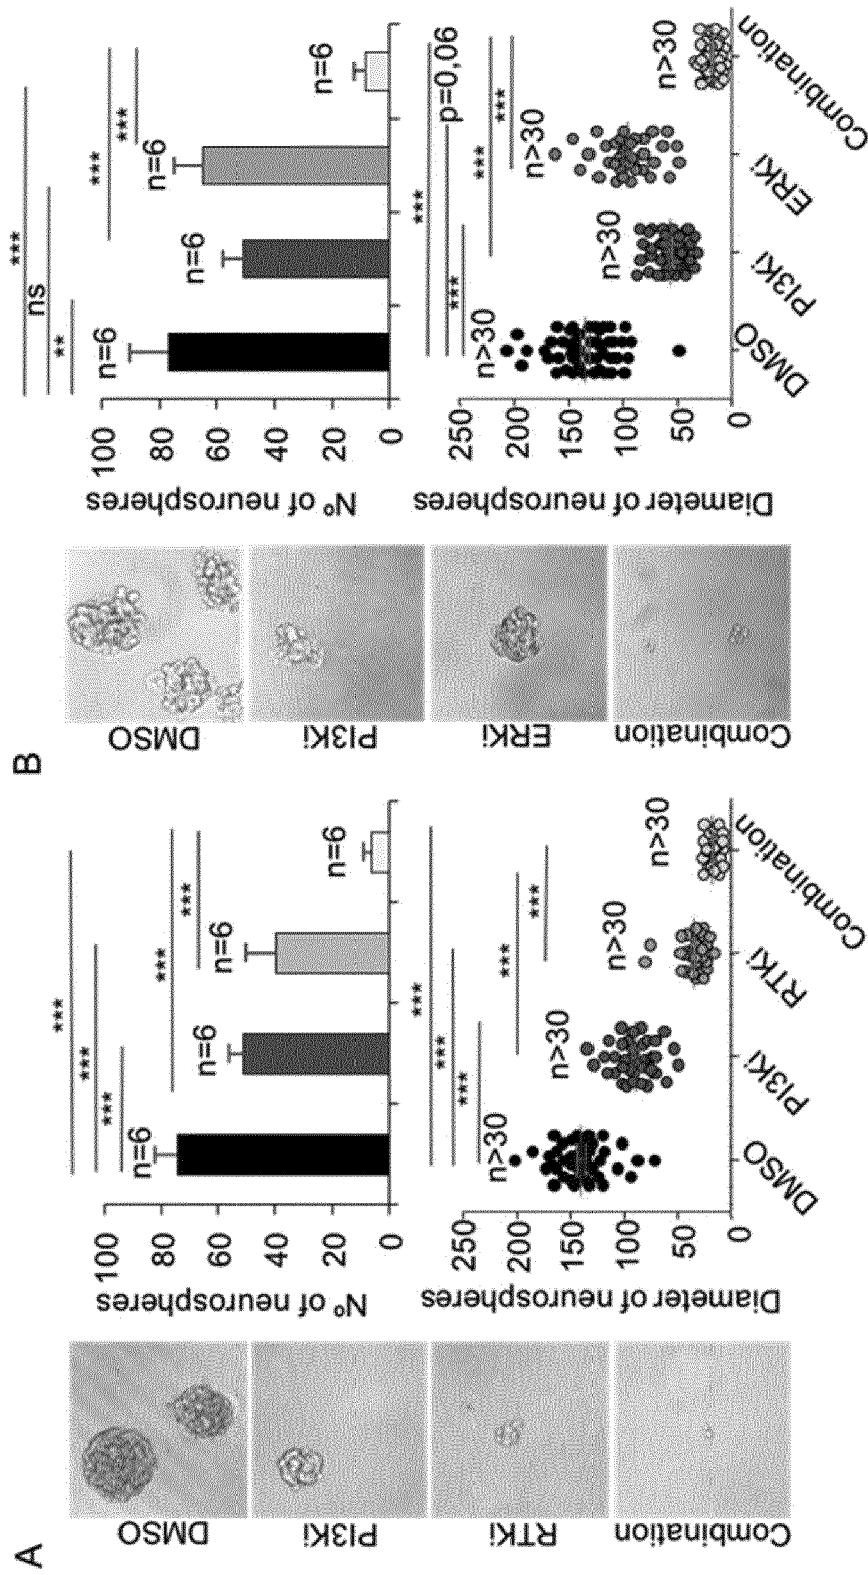 A
DMSO
PI3Ki
RTKi
Combination
Nº of neurospheres
100
80
60
40
20
0
***
***
***
***
***
n=6
n=6
n=6
n=6
Diameter of neurospheres
250
200
150
100
50
0
***
***
***
***
***
n>30
n>30
n>30
n>30
DMSO
PI3Ki
RTKi
Combination
B
DMSO
PI3Ki
ERKi
Combination
Nº of neurospheres
100
80
60
40
20
0
***
ns
**
***
***
n=6
n=6
n=6
n=6
Diameter of neurospheres
250
200
150
100
50
0
***
p=0,06
***
***
***
n>30
n>30
n>30
n>30
DMSO
PI3Ki
ERKi
Combination